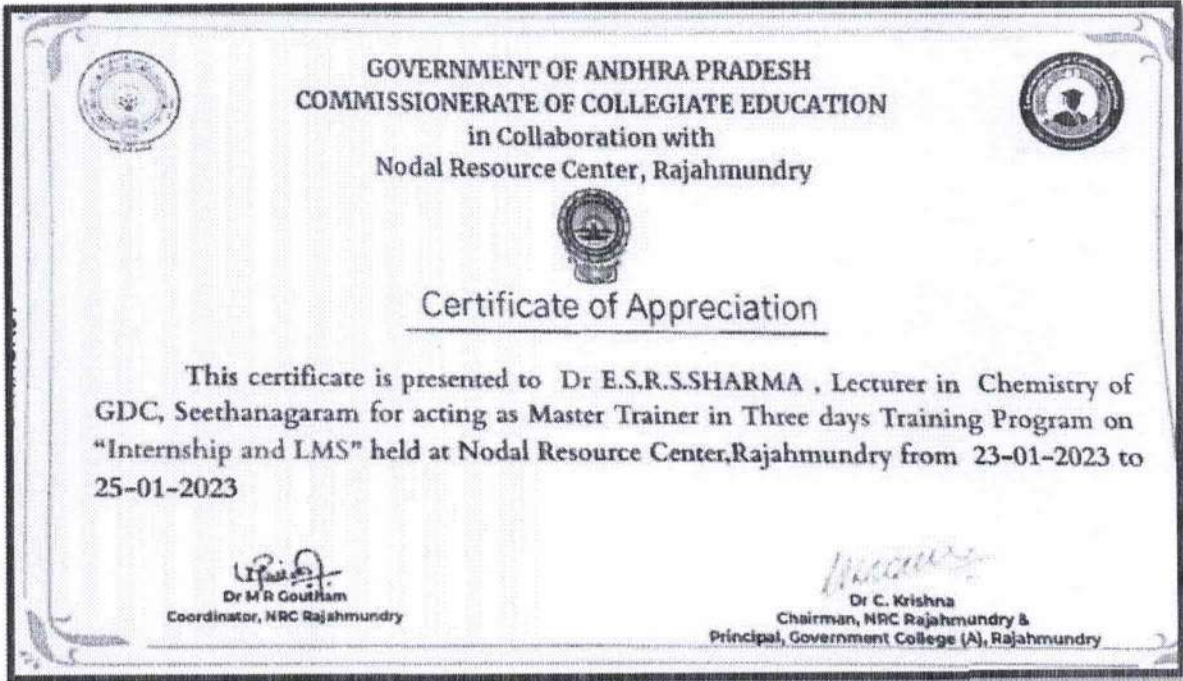 GOVERNMENT OF ANDHRA PRADESH
COMMISSIONERATE OF COLLEGIATE EDUCATION
in Collaboration with
Nodal Resource Center, Rajahmundry
Certificate of Appreciation
This certificate is presented to Dr E.S.R.S.SHARMA , Lecturer in Chemistry of
GDC, Seethanagaram for acting as Master Trainer in Three days Training Program on
“Internship and LMS” held at Nodal Resource Center,Rajahmundry from 23-01-2023 to
25-01-2023
Dr M R Goutham
Coordinator, NRC Rajahmundry
Dr C. Krishna
Chairman, NRC Rajahmundry &
Principal, Government College (A), Rajahmundry